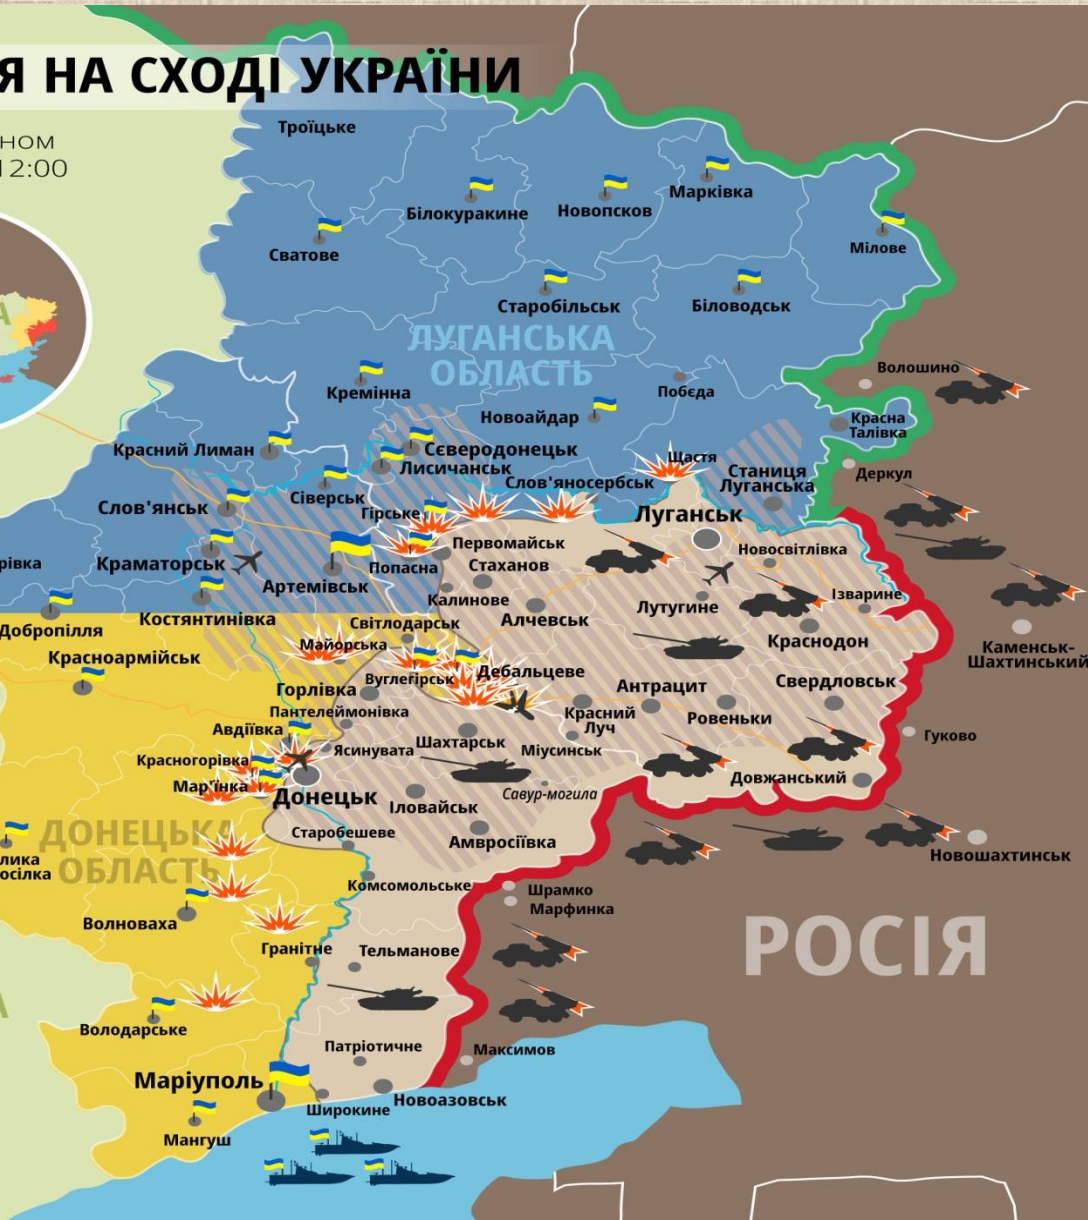 Я НА СХОДІ УКРАЇНИ
НОМ
12:00
Троїцьке
Білокуракине
Новопсков
Марківка
Мілове
Сватове
Старобільськ
Біловодськ
ЛУГАНСЬКА
ОБЛАСТЬ
Волошино
Кремінна
Побєда
Новоайдар
Красна
Талівка
Красний Лиман
Сєверодонецьк
Лисичанськ
Щастя
Станиця
Луганська
Деркул
Слов'янськ
Сіверськ
Слов'яносербськ
Гірське
Луганськ
рівка
Краматорськ
Первомайськ
Попасна
Стаханов
Новосвітлівка
Артемівськ
Калинове
Лутугине
Ізварине
Добропілля
Костянтинівка
Світлодарськ
Алчевськ
Краснодон
Каменськ-
Шахтинський
Майорська
Красноармійськ
Вуглегірськ
Дебальцеве
Горлівка
Антрацит
Свердловськ
Пантелеймонівка
Красний
Луч
Ровеньки
Авдіївка
Ясинувата
Шахтарськ
Міусинськ
Гуково
Красногорівка
Мар'їнка
Донецьк
Іловайськ
Савур-могила
Довжанський
ДОНЕЦЬКА
ОБЛАСТЬ
Старобешеве
Амвросіївка
Новошахтинськ
лика
осілка
Комсомольське
Шрамко
Марфинка
Волноваха
РОСІЯ
Гранітне
Тельманове
А
Володарське
Патріотичне
Максимов
Маріуполь
Широкине
Новоазовськ
Мангуш